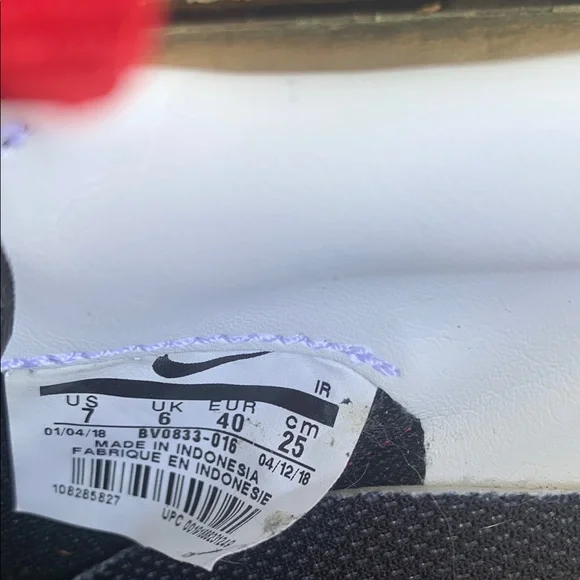 IR
US UK EUR cm
7 6 40 25
01/04/18 BV0833-016 04/12/18
MADE IN INDONESIA
FABRIQUE EN INDONESIE
108285827
UPC